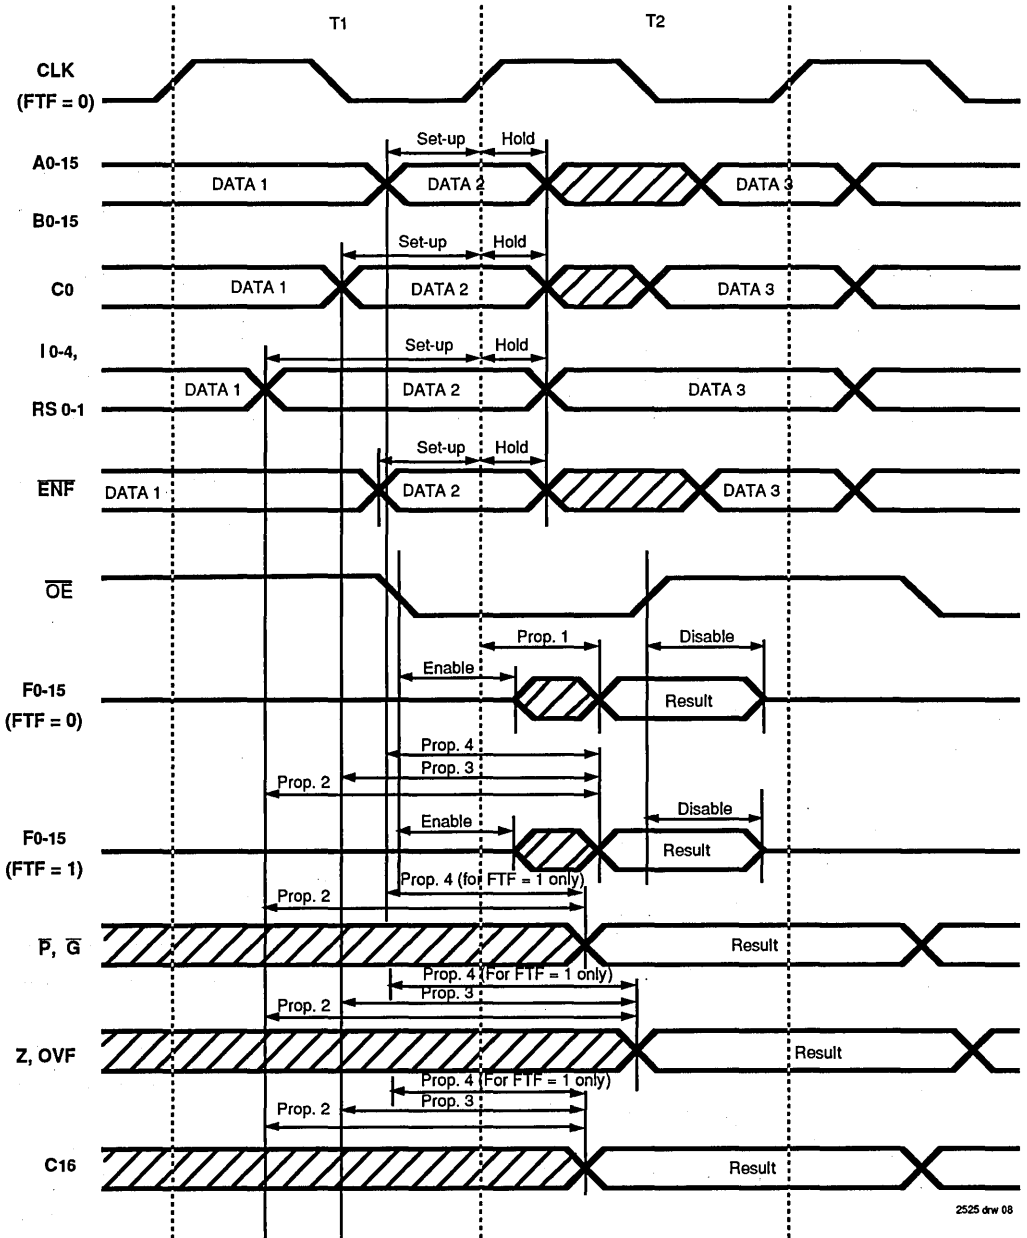 T1 T2
CLK
(FTF = 0)
Set-up Hold
A0-15
DATA 1 DATA 2 DATA 3
B0-15
Set-up Hold
C0 DATA 1 DATA 2 DATA 3
I 0-4,
Set-up Hold
DATA 1 DATA 2 DATA 3
RS 0-1
Set-up Hold
ENF DATA 1 DATA 2 DATA 3
OE
Prop. 1 Disable
Enable
F0-15
(FTF = 0) Result
Prop. 4
Prop. 3
Prop. 2
Enable Disable
F0-15
(FTF = 1) Result
Prop. 4 (for FTF = 1 only)
Prop. 2
P, G Result
Prop. 4 (For FTF = 1 only)
Prop. 3
Prop. 2
Z, OVF Result
Prop. 4 (For FTF = 1 only)
Prop. 3
Prop. 2
C16 Result
2525 drw 08